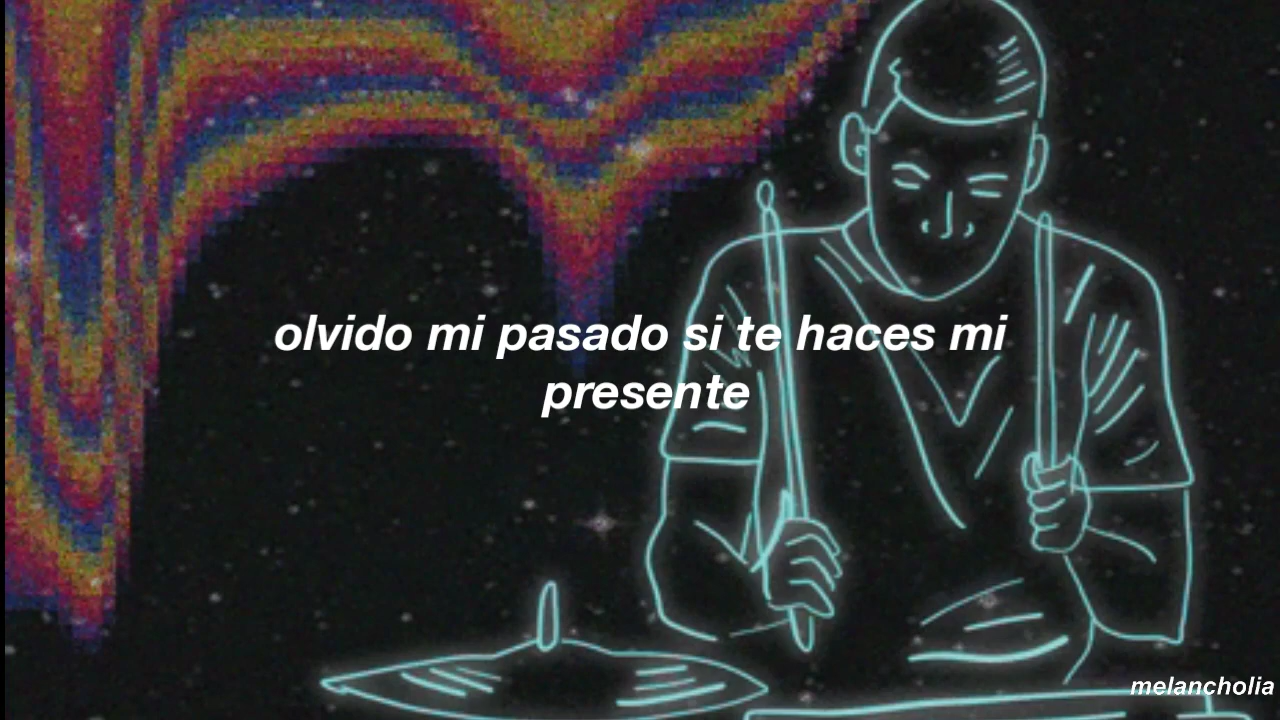 olvido mi pasado si te haces mi
presente
melancholia